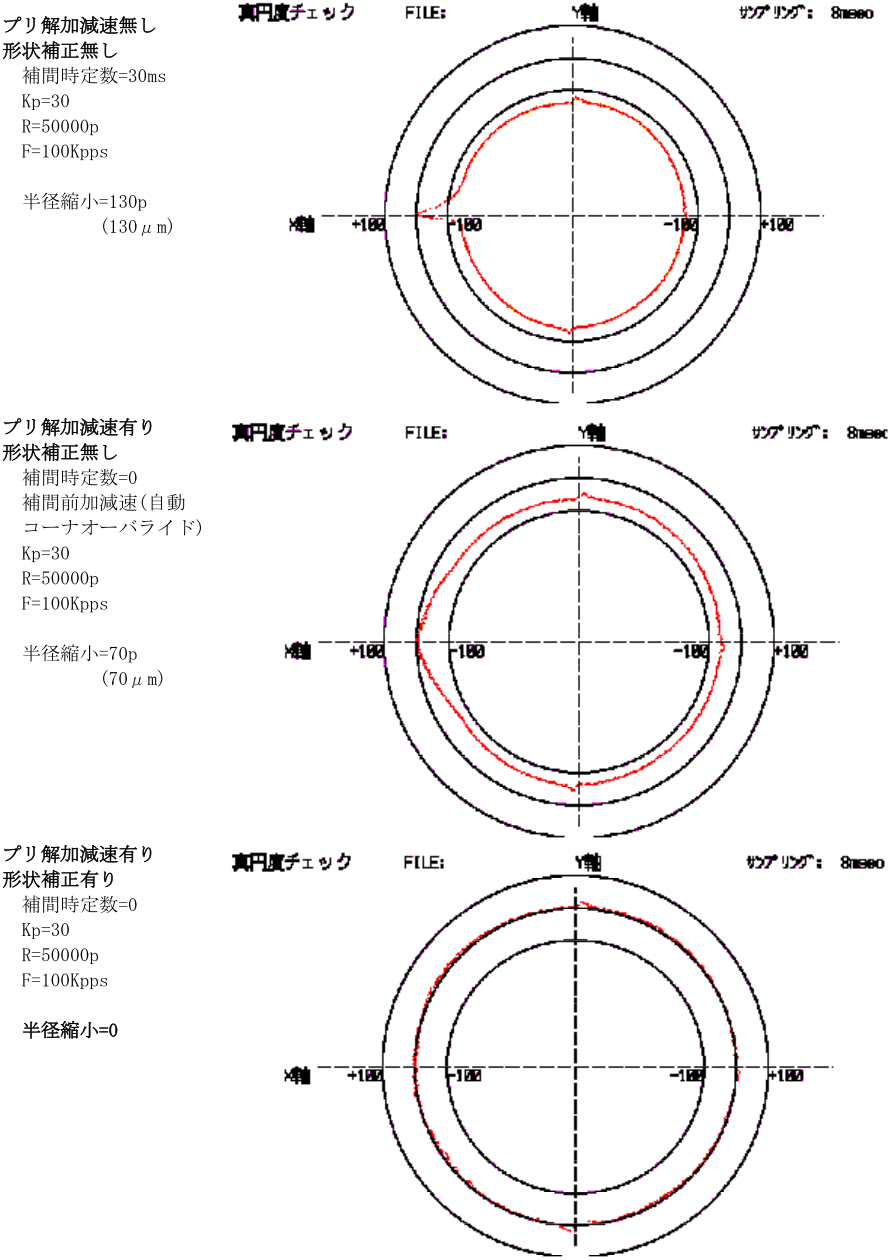 プリ解加減速無し
形状補正無し
補間時定数=30ms
Kp=30
R=50000p
F=100Kpps
半径縮小=130p
(130μm)
真円度チェック FILE: Y軸 サンプリング: 8msec
X軸 +100 -100 -100 +100
プリ解加減速有り
形状補正無し
補間時定数=0
補間前加減速(自動
コーナオーバライド)
Kp=30
R=50000p
F=100Kpps
半径縮小=70p
(70μm)
真円度チェック FILE: Y軸 サンプリング: 8msec
X軸 +100 -100 -100 +100
プリ解加減速有り
形状補正有り
補間時定数=0
Kp=30
R=50000p
F=100Kpps
半径縮小=0
真円度チェック FILE: Y軸 サンプリング: 8msec
X軸 +100 -100 -100 +100